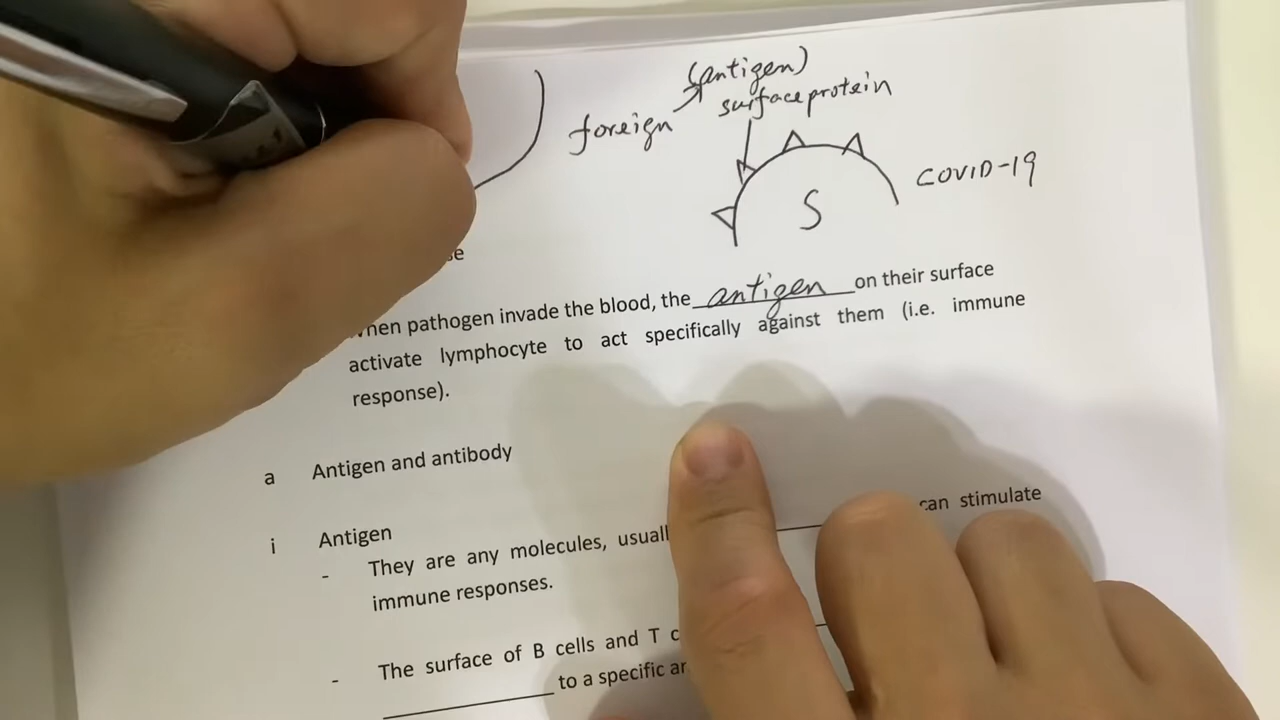 (antigen)
foreign surface protein
COVID-19
S
se
when pathogen invade the blood, the antigen on their surface
activate lymphocyte to act specifically against them (i.e. immune
response).
a Antigen and antibody
i Antigen
- They are any molecules, usuall can stimulate
immune responses.
- The surface of B cells and T c
to a specific